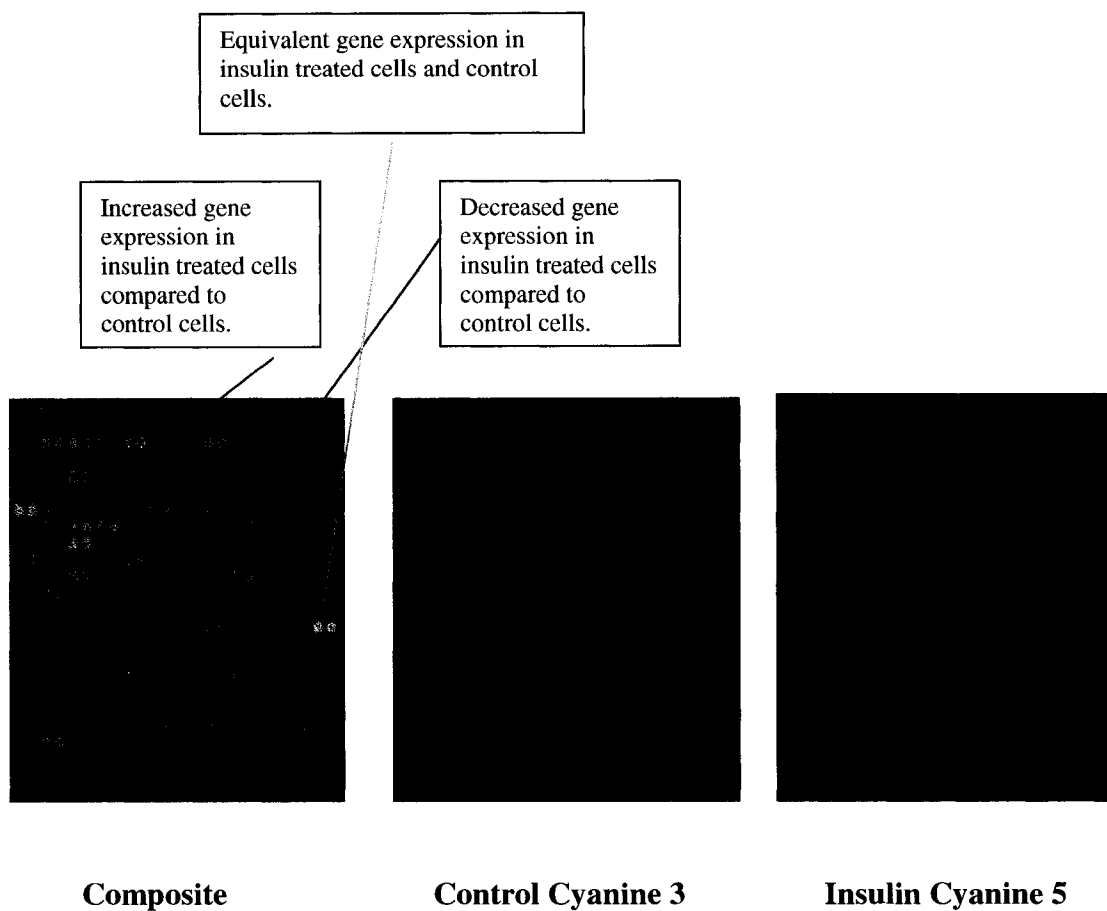 Equivalent gene expression in
insulin treated cells and control
cells.
Increased gene
expression in
insulin treated cells
compared to
control cells.
Decreased gene
expression in
insulin treated cells
compared to
control cells.
Composite
Control Cyanine 3
Insulin Cyanine 5